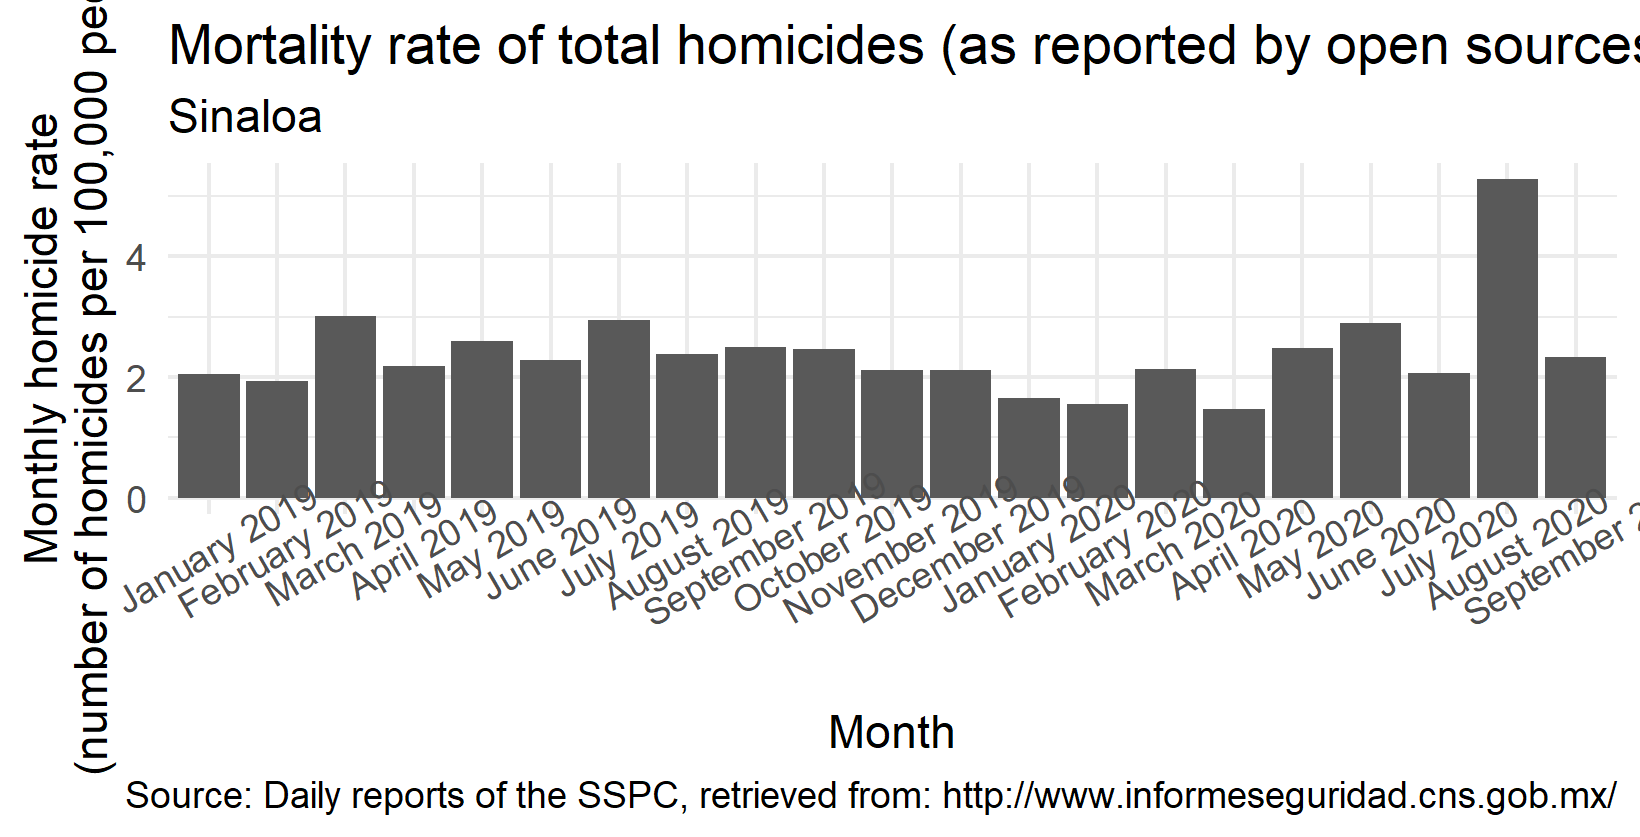 Mortality rate of total homicides (as reported by open sources
Sinaloa
Monthly homicide rate
(number of homicides per 100,000
4
2
0
January 2019
February 2019
March 2019
April 2019
May 2019
June 2019
July 2019
August 2019
September 2019
October 2019
November 2019
December 2019
January 2020
February 2020
March 2020
April 2020
May 2020
June 2020
July 2020
August 2020
September
Month
Source: Daily reports of the SSPC, retrieved from: http://www.informeseguridad.cns.gob.mx/